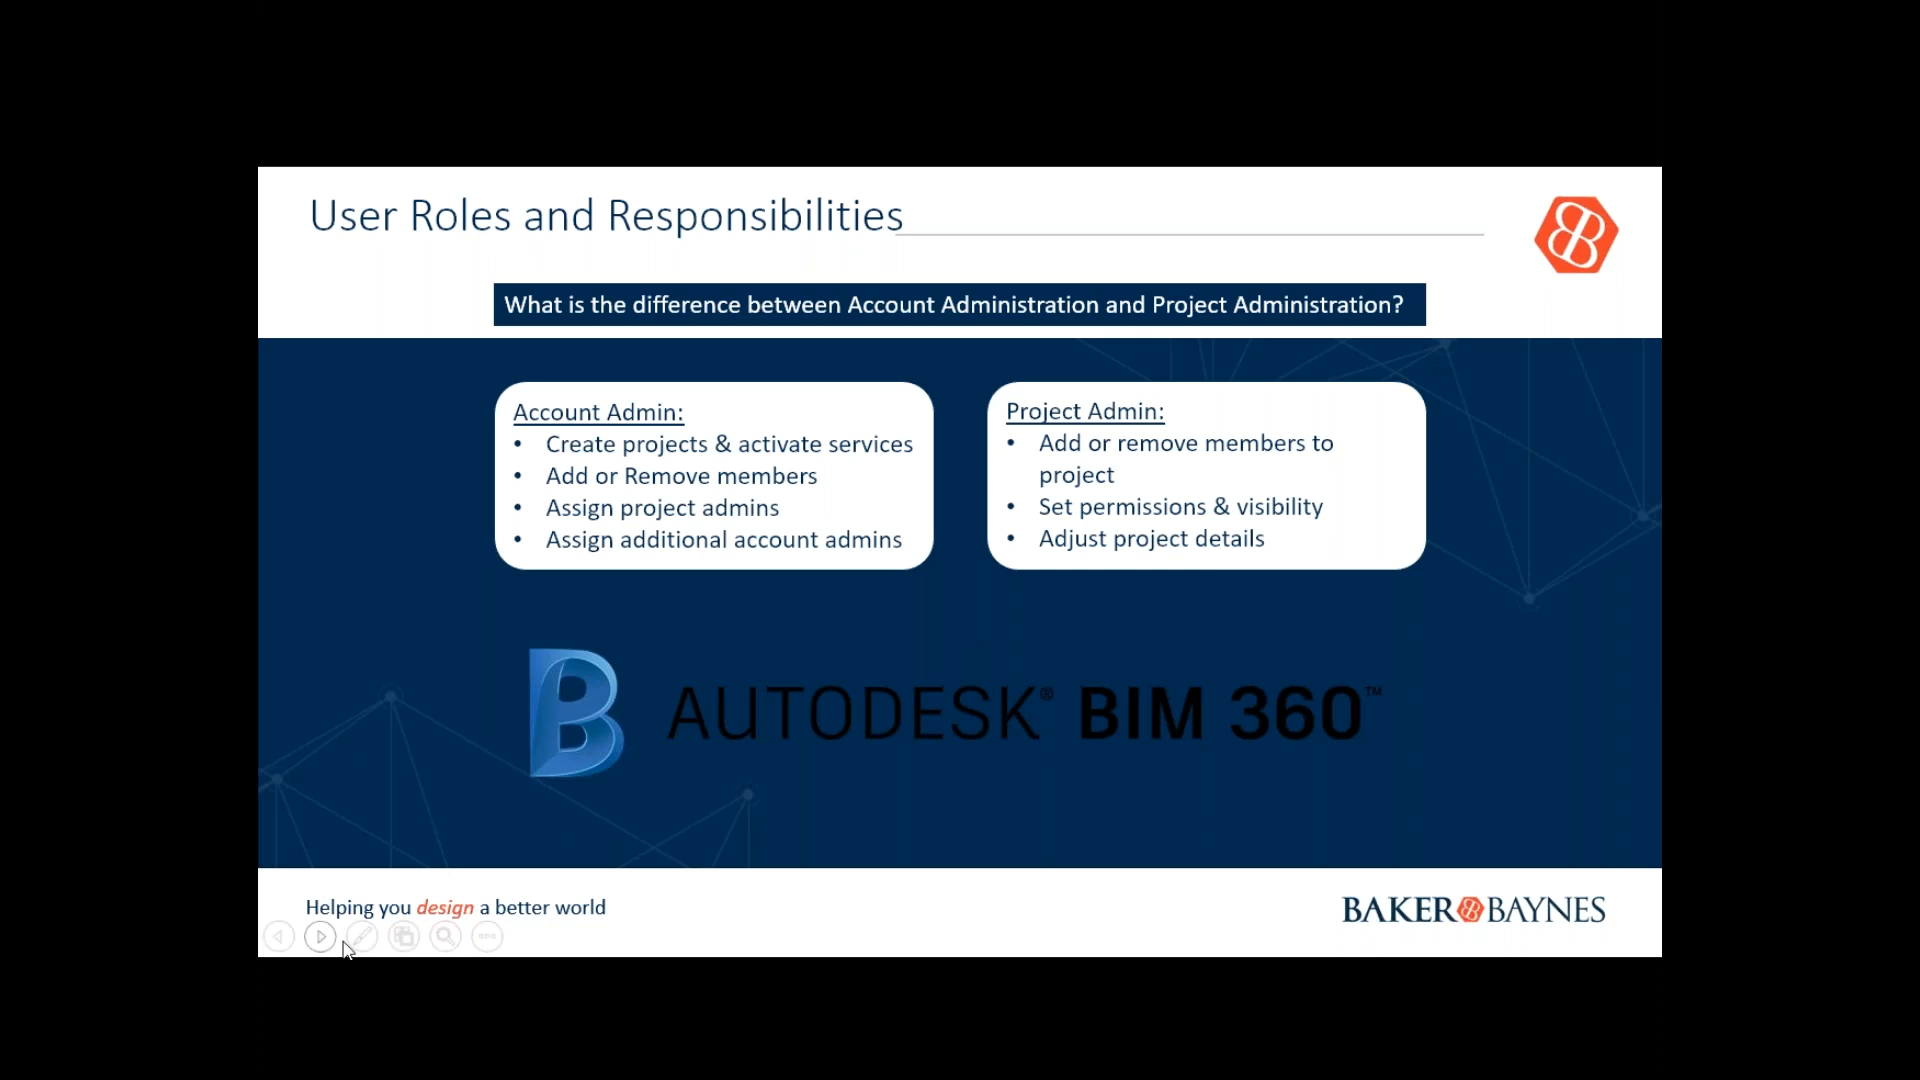 User Roles and Responsibilities
What is the difference between Account Administration and Project Administration?
Account Admin:
• Create projects & activate services
• Add or Remove members
• Assign project admins
• Assign additional account admins
Project Admin:
• Add or remove members to
project
• Set permissions & visibility
• Adjust project details
AUTODESK® BIM 360™
Helping you design a better world
BAKER BAYNES